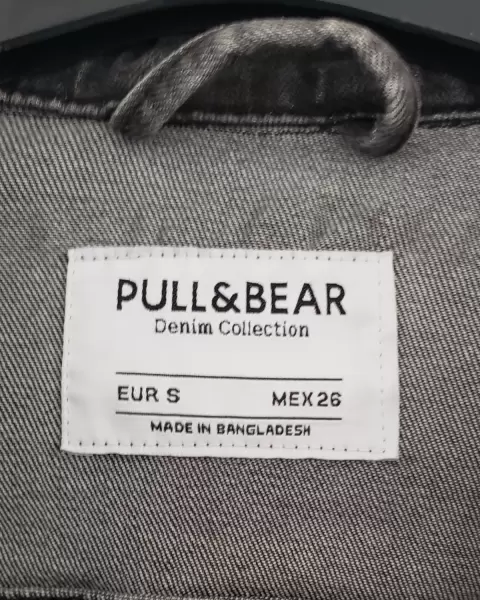 PULL&BEAR
Denim Collection
EUR S MEX 26
MADE IN BANGLADESH